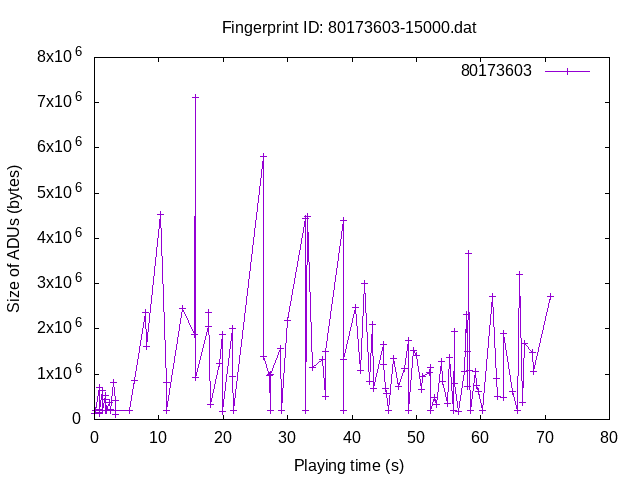 Fingerprint ID: 80173603-15000.dat
80173603
8x10^6
7x10^6
6x10^6
5x10^6
4x10^6
3x10^6
2x10^6
1x10^6
0
Size of ADUs (bytes)
0 10 20 30 40 50 60 70 80
Playing time (s)